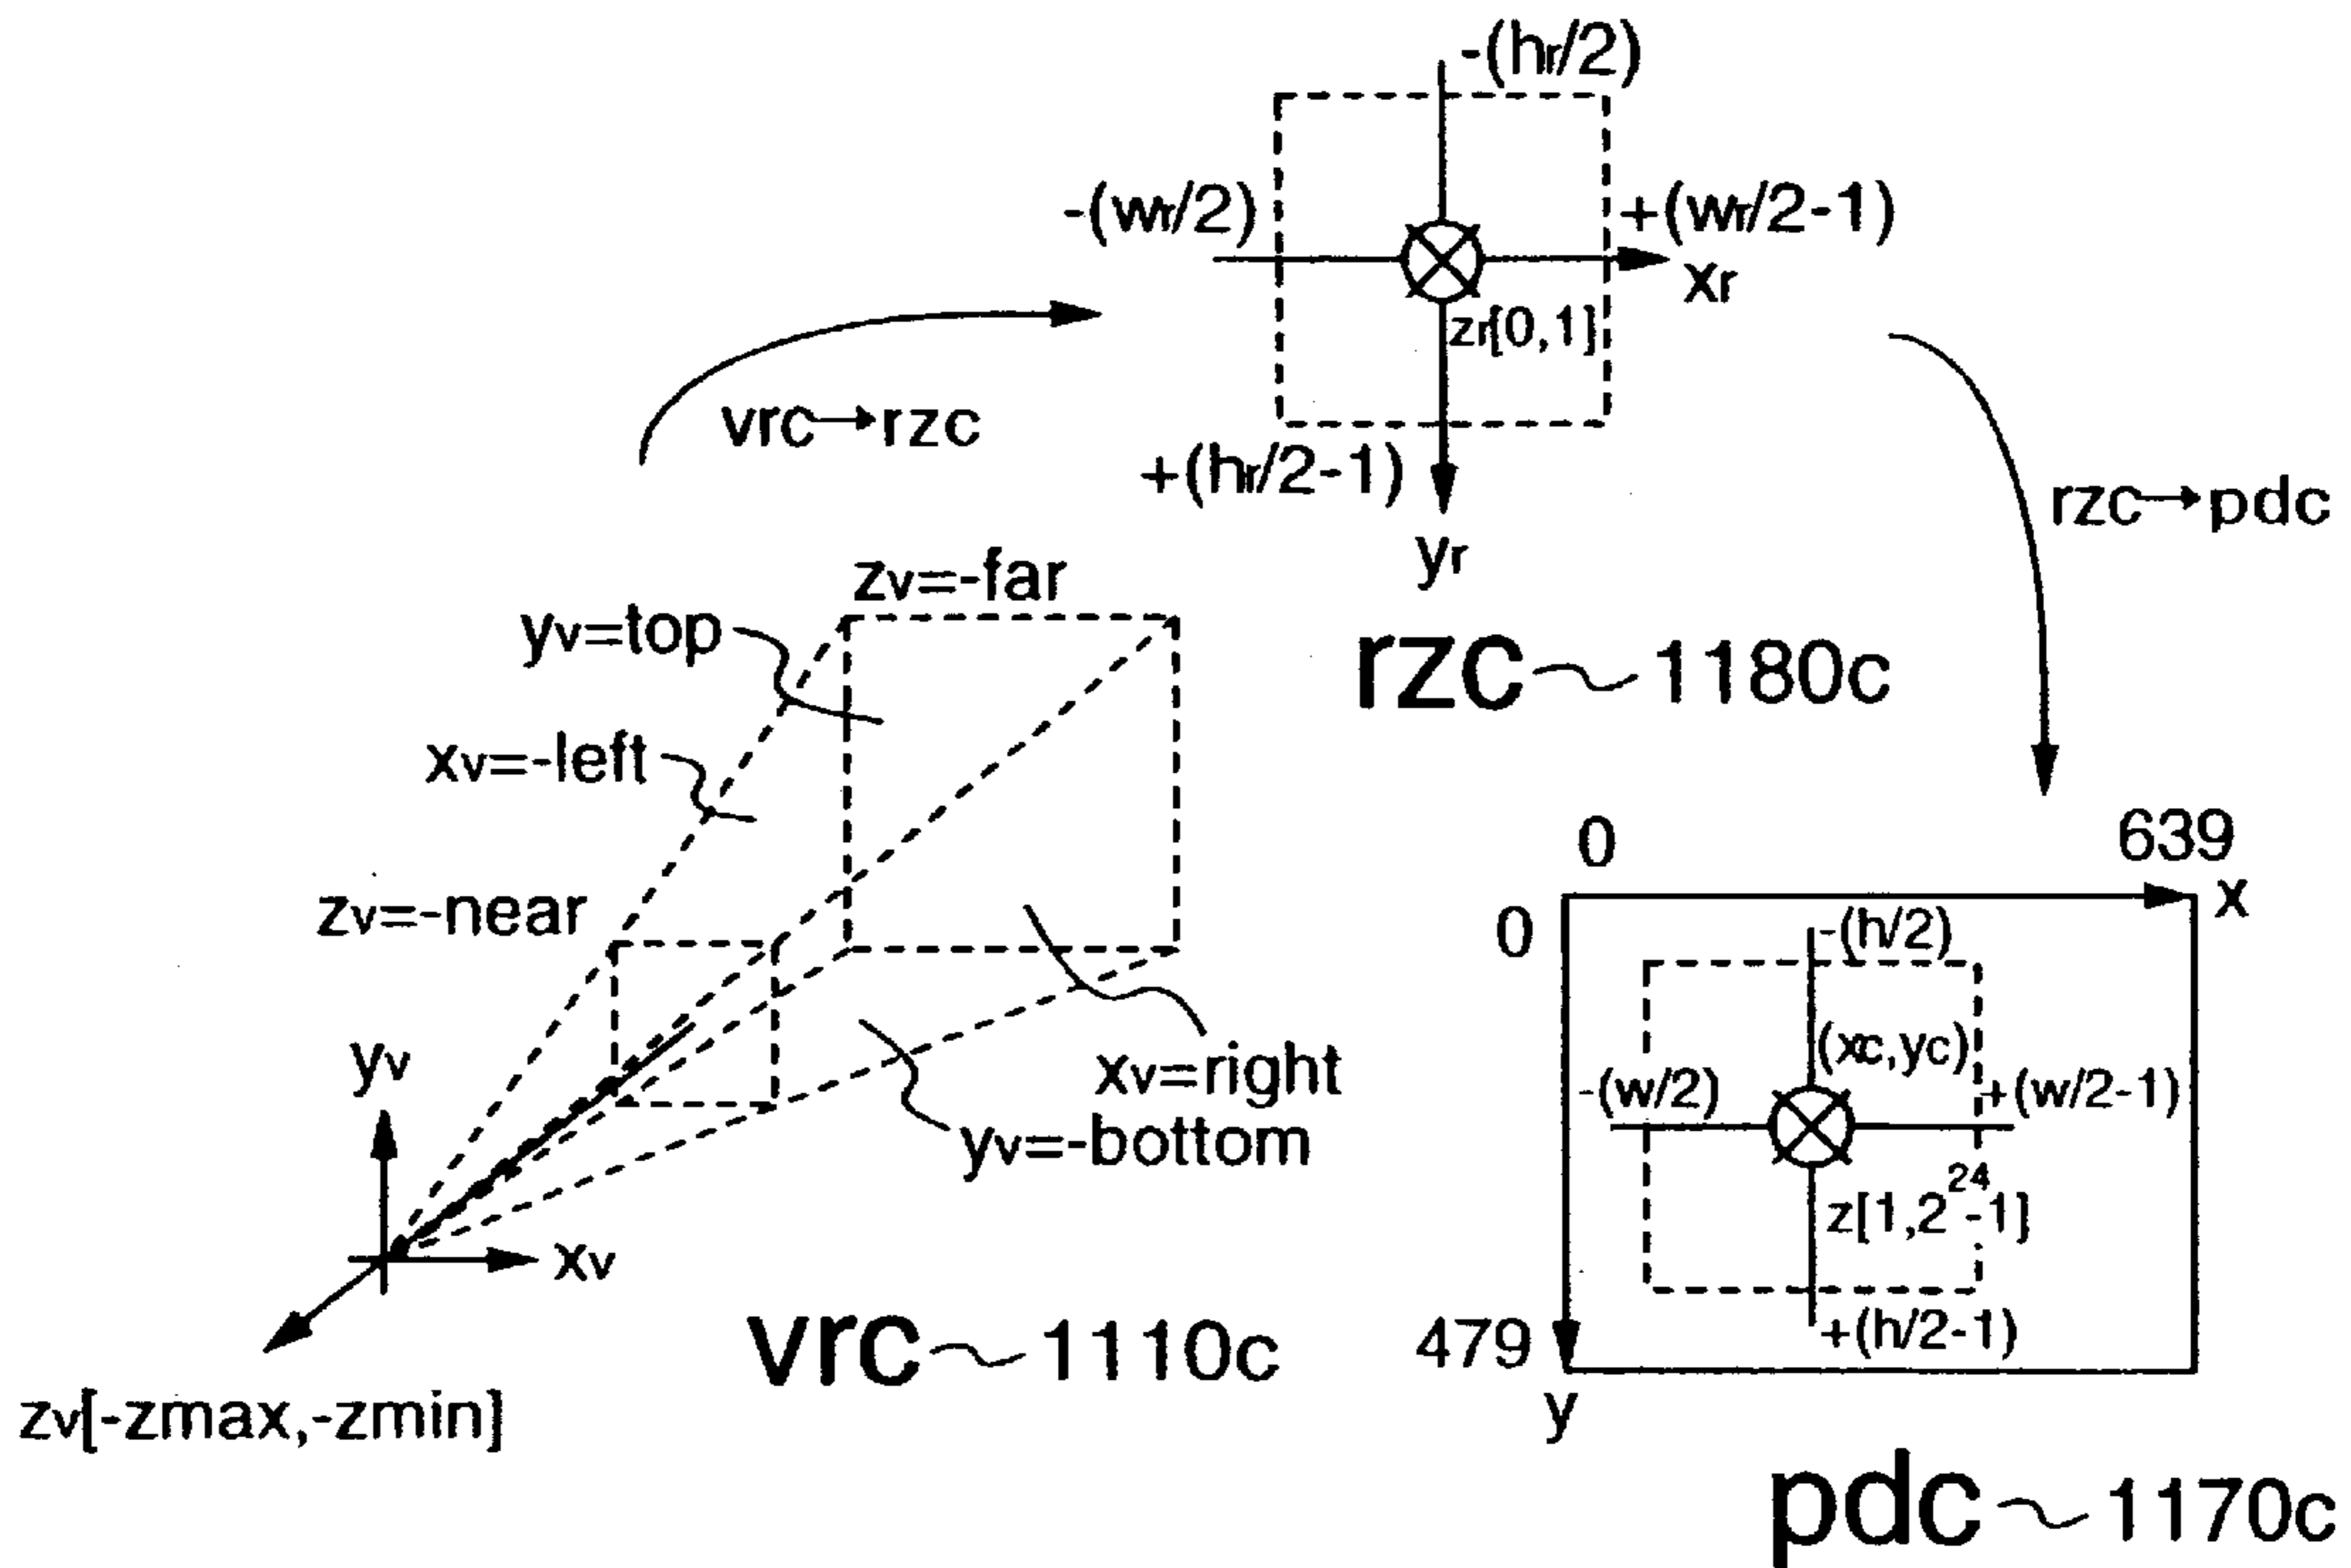 -(hr/2)
-(wr/2)
+(wr/2-1)
xr
zr[0,1]
+(hr/2-1)
yr
vrc→rzc
rzc→pdc
rzc 1180c
zv=-far
yv=top
xv=-left
zv=-near
xv=right
yv=-bottom
yv
xv
zv[-zmax,-zmin]
vrc 1110c
0
639
x
0
-(h/2)
(xc,yc)
-(w/2)
+(w/2-1)
z[1,2²⁴-1]
+(h/2-1)
479
y
pdc 1170c